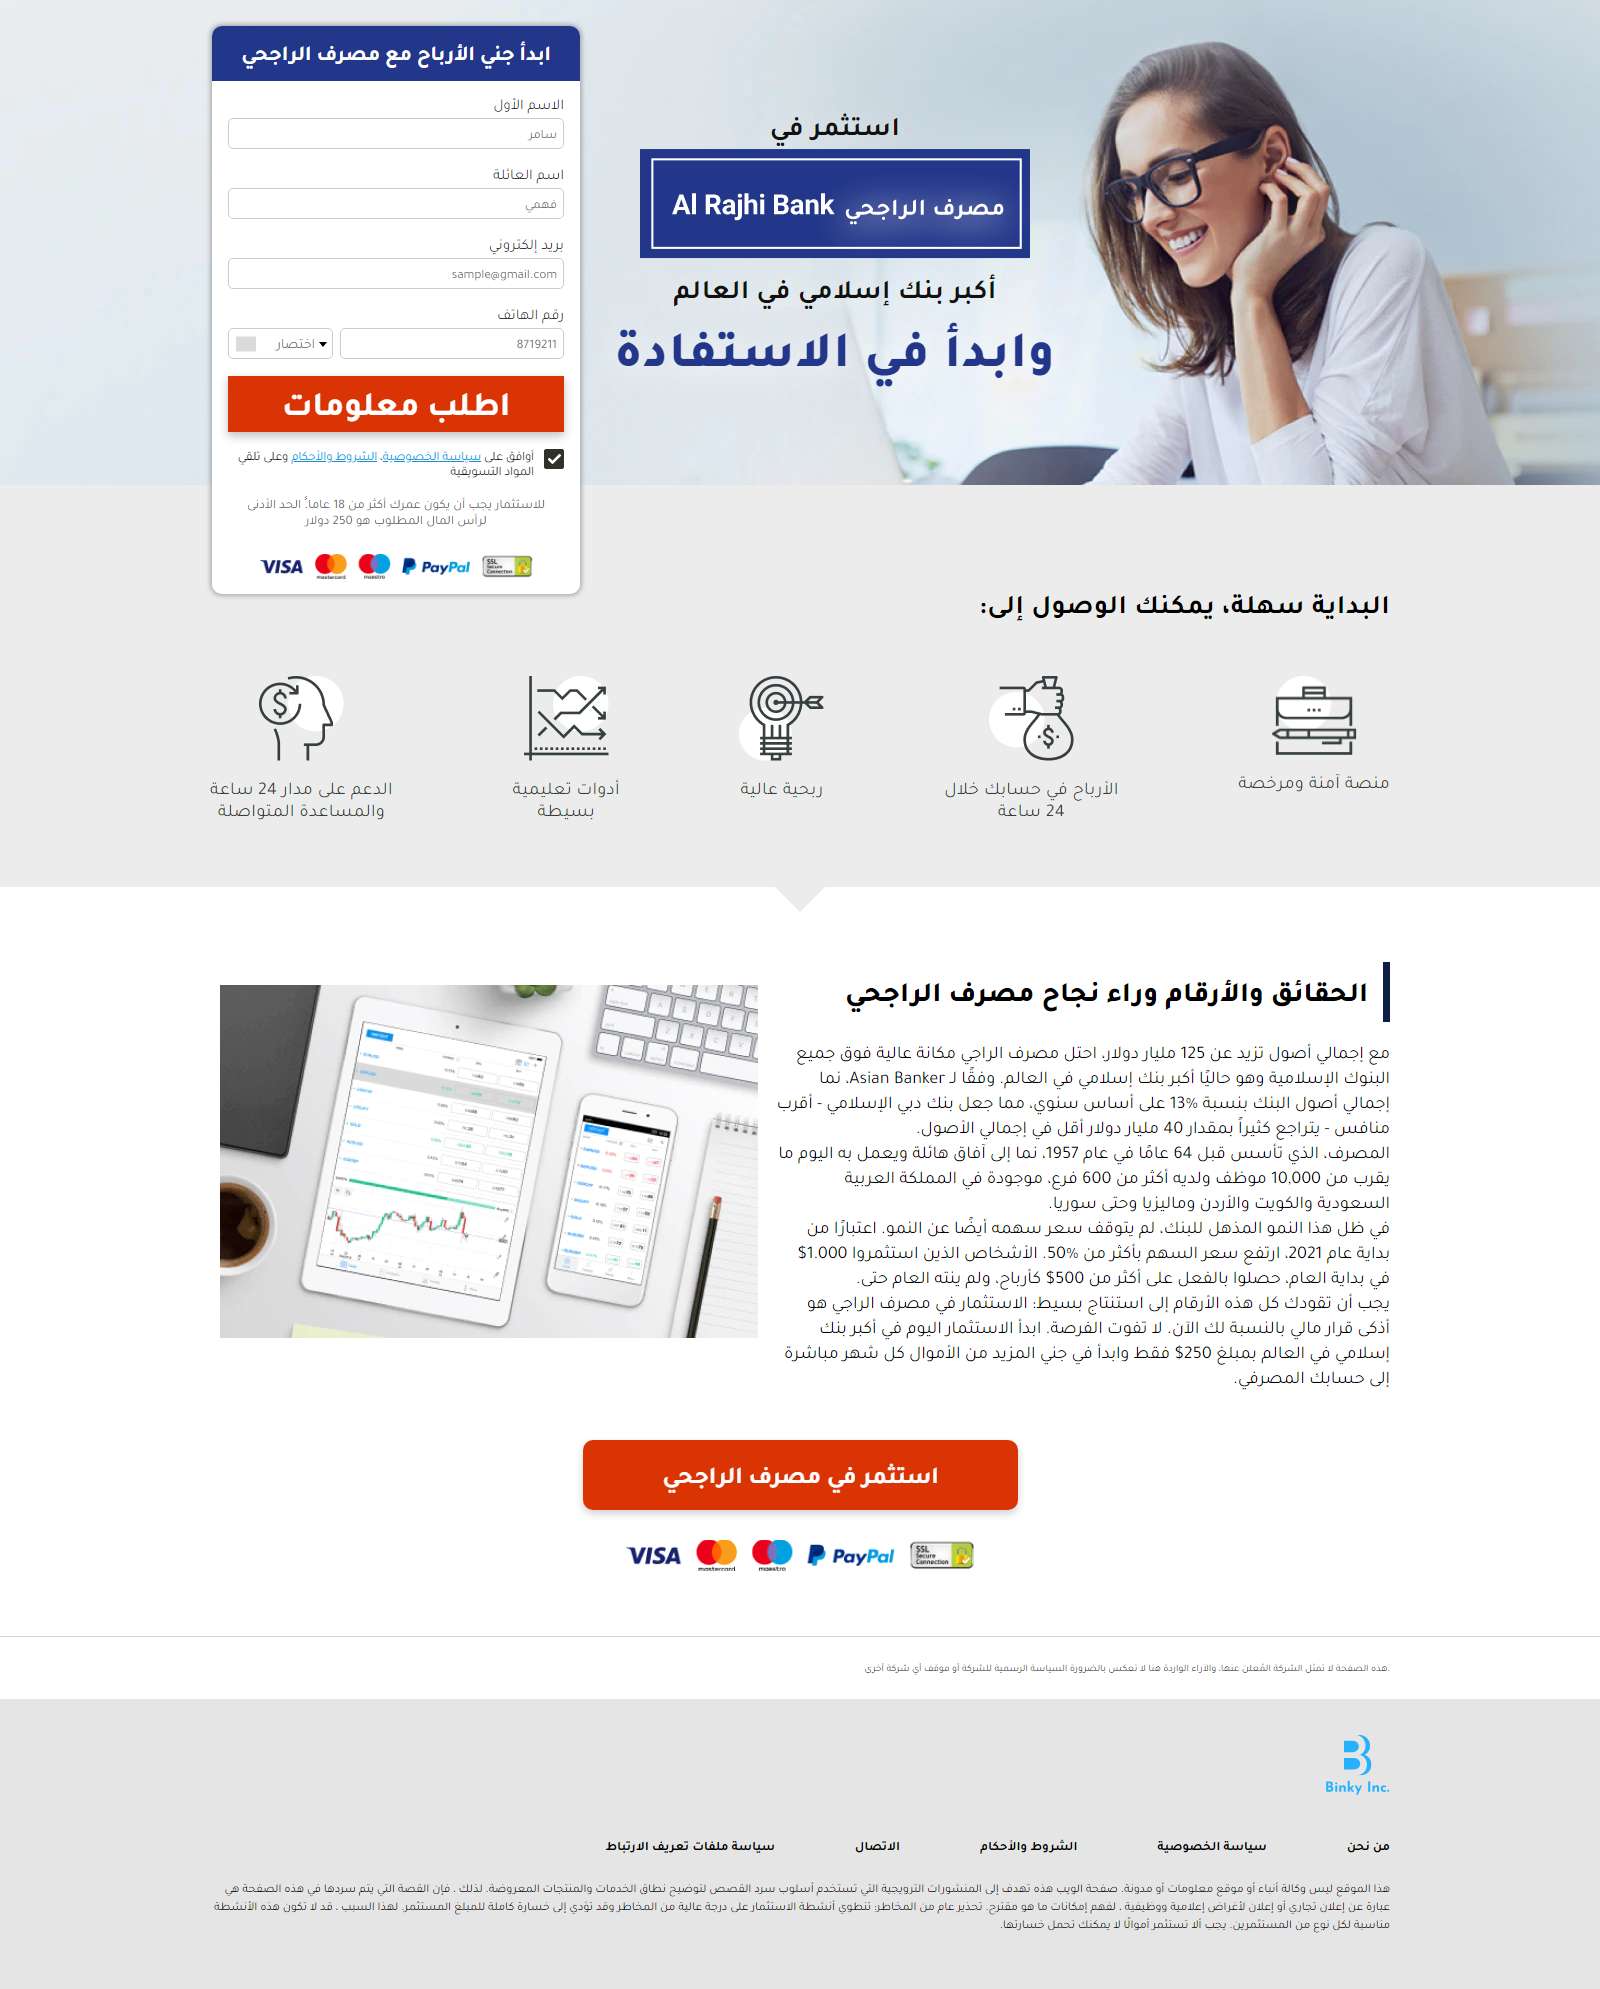 ابدأ جني الأرباح مع مصرف الراجحي
الاسم الأول
سامر
اسم العائلة
فهمي
بريد إلكتروني
sample@gmail.com
رقم الهاتف
8719211
اختصار
اطلب معلومات
أوافق على سياسة الخصوصية، الشروط والأحكام وعلى تلقي
المواد التسويقية
للاستثمار يجب أن يكون عمرك أكثر من 18 عاماً؛ الحد الأدنى
لرأس المال المطلوب هو 250 دولار
VISA mastercard maestro PayPal SSL Secure Connection
استثمر في
مصرف الراجحي Al Rajhi Bank
أكبر بنك إسلامي في العالم
وابدأ في الاستفادة
البداية سهلة، يمكنك الوصول إلى:
منصة آمنة ومرخصة
الأرباح في حسابك خلال
24 ساعة
ربحية عالية
أدوات تعليمية
بسيطة
الدعم على مدار 24 ساعة
والمساعدة المتواصلة
الحقائق والأرقام وراء نجاح مصرف الراجحي
مع إجمالي أصول تزيد عن 125 مليار دولار، احتل مصرف الراجي مكانة عالية فوق جميع
البنوك الإسلامية وهو حاليًا أكبر بنك إسلامي في العالم. وفقًا لـ Asian Banker، نما
إجمالي أصول البنك بنسبة 13% على أساس سنوي، مما جعل بنك دبي الإسلامي - أقرب
منافس - يتراجع كثيراً بمقدار 40 مليار دولار أقل في إجمالي الأصول.
المصرف، الذي تأسس قبل 64 عامًا في عام 1957، نما إلى آفاق هائلة ويعمل به اليوم ما
يقرب من 10,000 موظف ولديه أكثر من 600 فرع، موجودة في المملكة العربية
السعودية والكويت والأردن وماليزيا وحتى سوريا.
في ظل هذا النمو المذهل للبنك، لم يتوقف سعر سهمه أيضًا عن النمو. اعتبارًا من
بداية عام 2021، ارتفع سعر السهم بأكثر من 50%. الأشخاص الذين استثمروا 1.000$
في بداية العام، حصلوا بالفعل على أكثر من 500$ كأرباح، ولم ينته العام حتى.
يجب أن تقودك كل هذه الأرقام إلى استنتاج بسيط: الاستثمار في مصرف الراجي هو
أذكى قرار مالي بالنسبة لك الآن. لا تفوت الفرصة. ابدأ الاستثمار اليوم في أكبر بنك
إسلامي في العالم بمبلغ 250$ فقط وابدأ في جني المزيد من الأموال كل شهر مباشرة
إلى حسابك المصرفي.
استثمر في مصرف الراجحي
VISA mastercard maestro PayPal SSL Secure Connection
.هذه الصفحة لا تمثل الشركة المُعلن عنها، والآراء الواردة هنا لا تعكس بالضرورة السياسة الرسمية للشركة أو موقف أي شركة أخرى
Binky Inc.
من نحن
سياسة الخصوصية
الشروط والأحكام
الاتصال
سياسة ملفات تعريف الارتباط
هذا الموقع ليس وكالة أنباء أو موقع معلومات أو مدونة. صفحة الويب هذه تهدف إلى المنشورات الترويجية التي تستخدم أسلوب سرد القصص لتوضيح نطاق الخدمات والمنتجات المعروضة. لذلك ، فإن القصة التي يتم سردها في هذه الصفحة هي
عبارة عن إعلان تجاري أو إعلان لأغراض إعلامية ووظيفية ، لفهم إمكانات ما هو مقترح. تحذير عام من المخاطر: تنطوي أنشطة الاستثمار على درجة عالية من المخاطر وقد تؤدي إلى خسارة كاملة للمبلغ المستثمر. لهذا السبب ، قد لا تكون هذه الأنشطة
مناسبة لكل نوع من المستثمرين. يجب ألا تستثمر أموالًا لا يمكنك تحمل خسارتها.